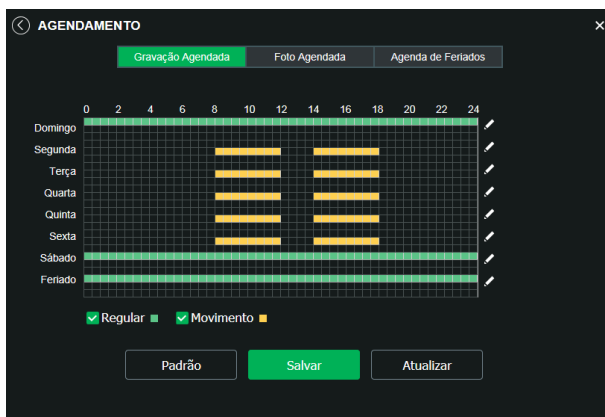 AGENDAMENTO
Gravação Agendada Foto Agendada Agenda de Feriados
0 2 4 6 8 10 12 14 16 18 20 22 24
Domingo
Segunda
Terça
Quarta
Quinta
Sexta
Sábado
Feriado
Regular Movimento
Padrão Salvar Atualizar